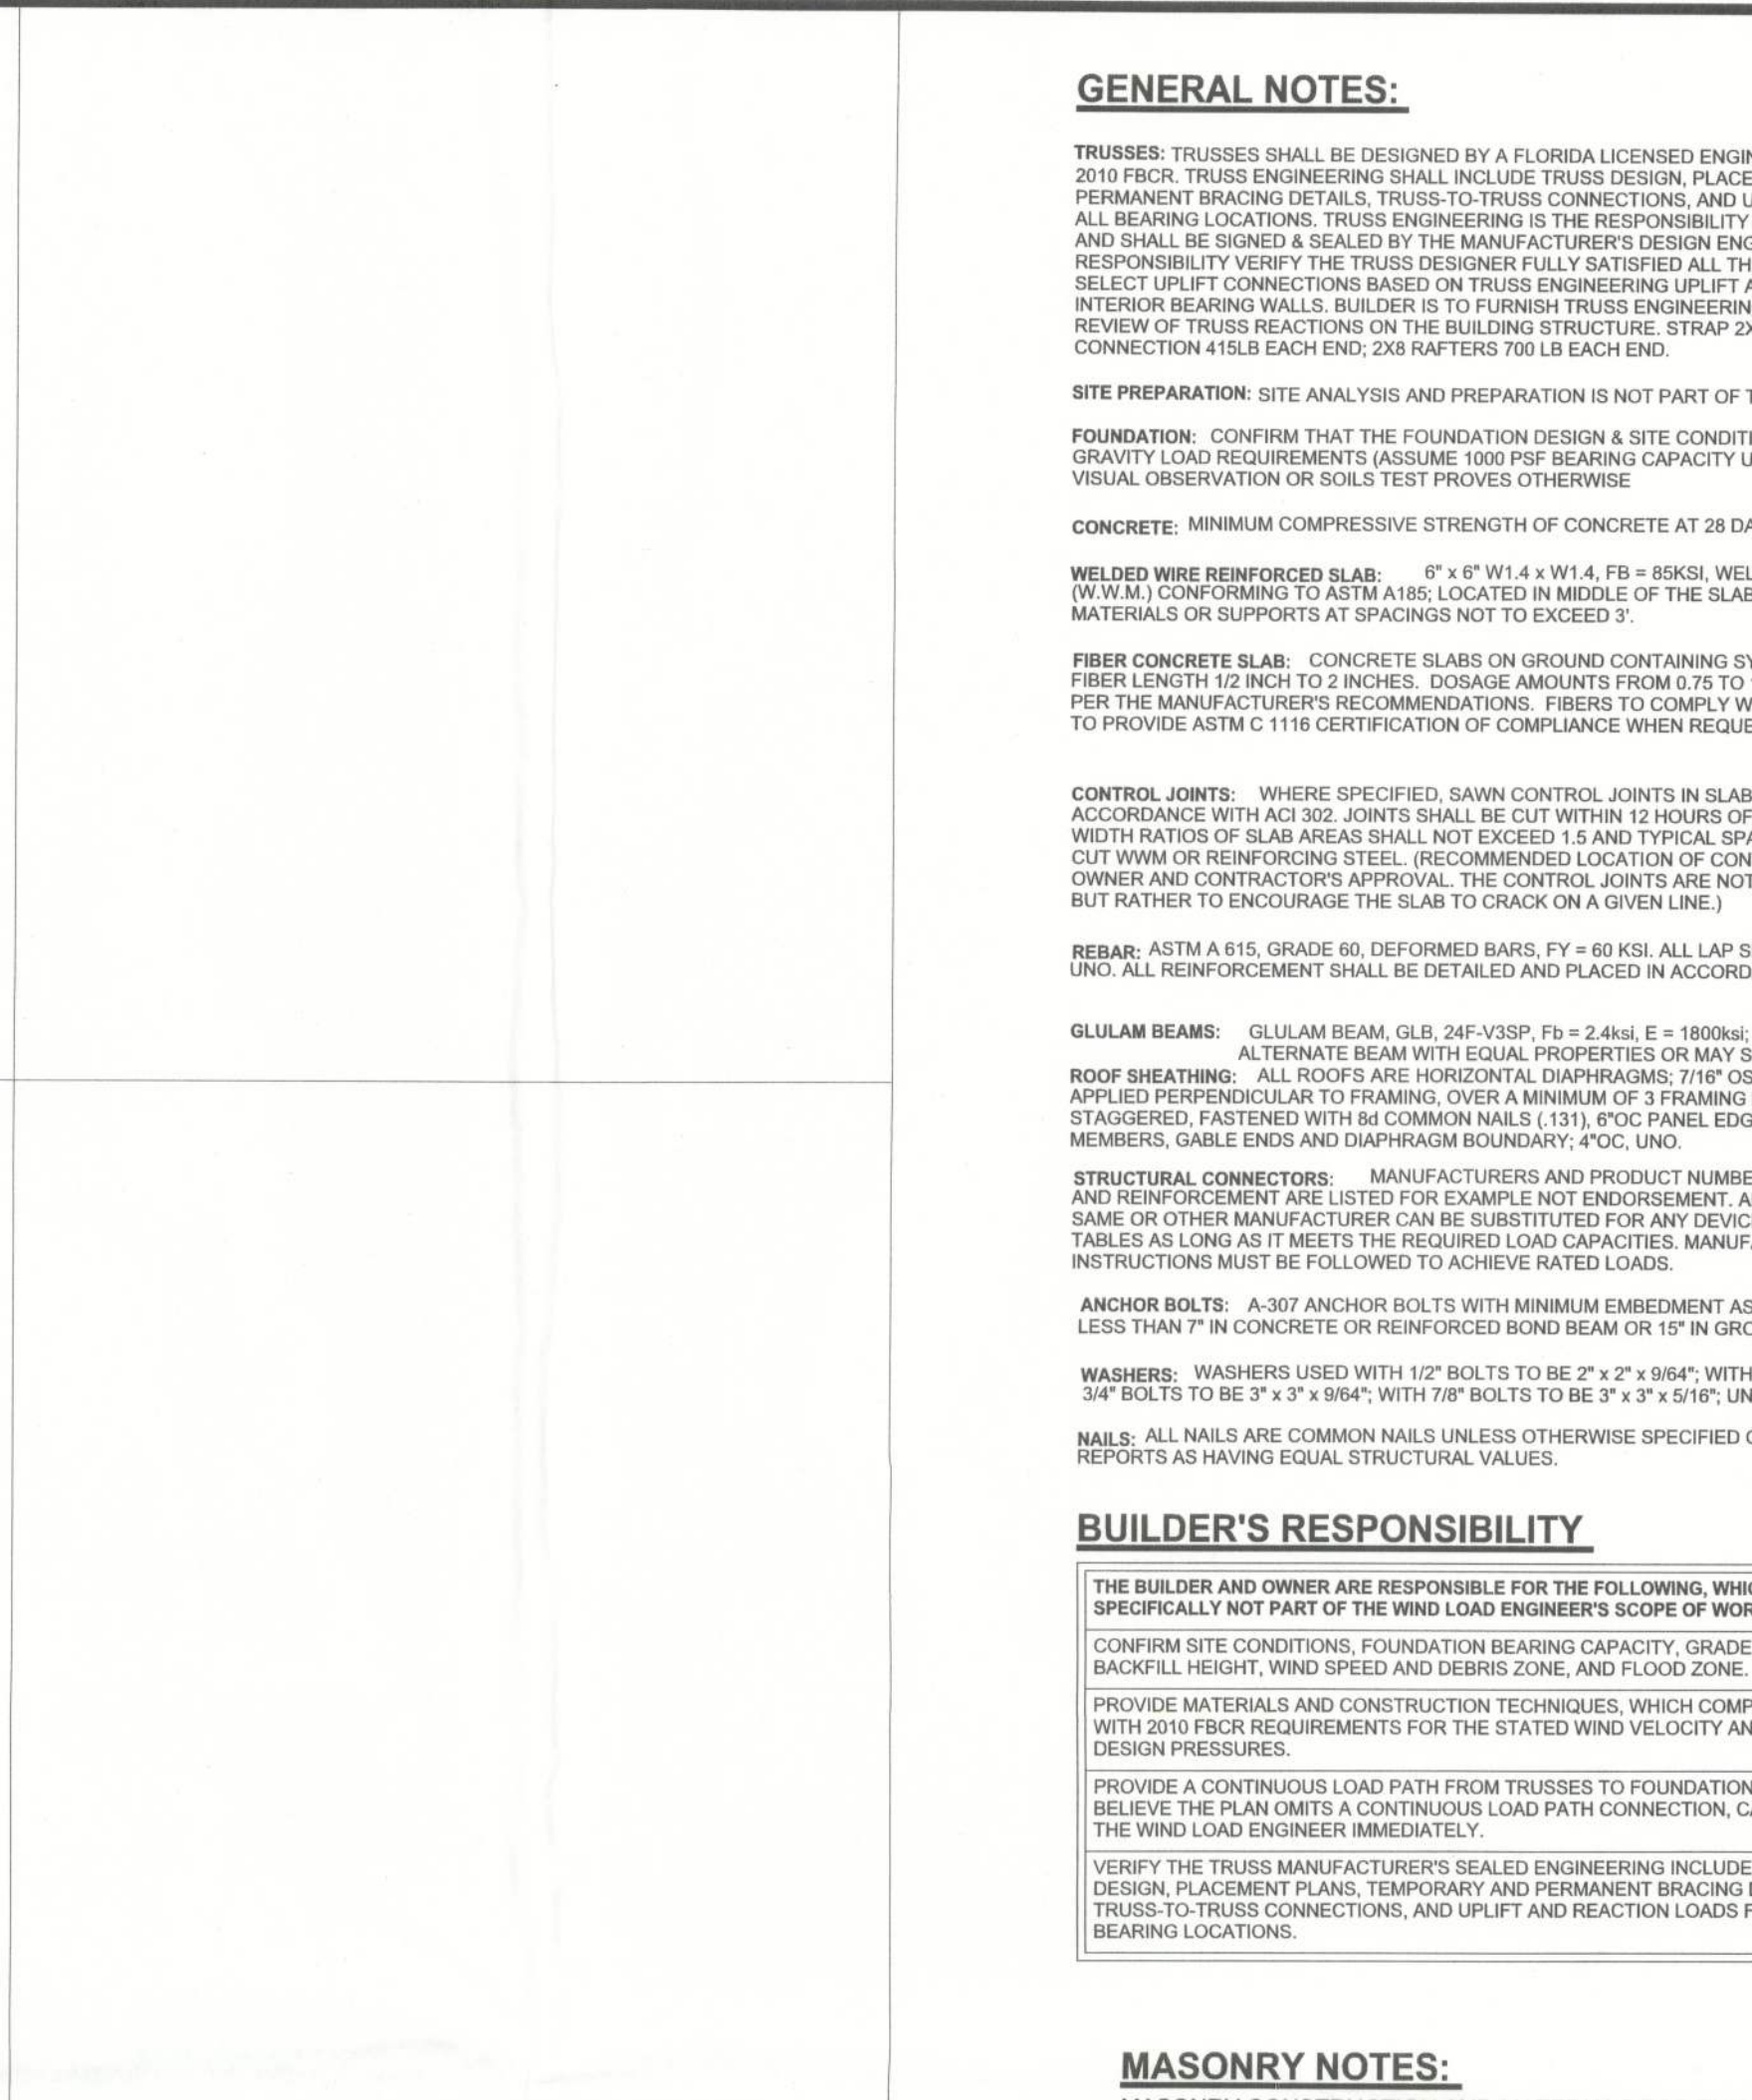 GENERAL NOTES:
TRUSSES: TRUSSES SHALL BE DESIGNED BY A FLORIDA LICENSED
2010 FBCR. TRUSS ENGINEERING SHALL INCLUDE TRUSS DESIGN,
PERMANENT BRACING DETAILS, TRUSS-TO-TRUSS CONNECTIONS, AND
ALL BEARING LOCATIONS. TRUSS ENGINEERING IS THE RESPONSIBILITY
AND SHALL BE SIGNED & SEALED BY THE MANUFACTURER'S DESIGN
RESPONSIBILITY VERIFY THE TRUSS DESIGNER FULLY SATISFIED ALL
SELECT UPLIFT CONNECTIONS BASED ON TRUSS ENGINEERING UPLIFT
INTERIOR BEARING WALLS. BUILDER IS TO FURNISH TRUSS
REVIEW OF TRUSS REACTIONS ON THE BUILDING STRUCTURE. STRAP
CONNECTION 415LB EACH END; 2X8 RAFTERS 700 LB EACH END.
SITE PREPARATION: SITE ANALYSIS AND PREPARATION IS NOT PART OF
FOUNDATION: CONFIRM THAT THE FOUNDATION DESIGN & SITE
GRAVITY LOAD REQUIREMENTS (ASSUME 1000 PSF BEARING CAPACITY
VISUAL OBSERVATION OR SOILS TEST PROVES OTHERWISE
CONCRETE: MINIMUM COMPRESSIVE STRENGTH OF CONCRETE AT 28
WELDED WIRE REINFORCED SLAB: 6" x 6" W1.4 x W1.4, FB = 85KSI,
(W.W.M.) CONFORMING TO ASTM A185; LOCATED IN MIDDLE OF THE SLAB
MATERIALS OR SUPPORTS AT SPACINGS NOT TO EXCEED 3'.
FIBER CONCRETE SLAB: CONCRETE SLABS ON GROUND CONTAINING
FIBER LENGTH 1/2 INCH TO 2 INCHES. DOSAGE AMOUNTS FROM 0.75 TO
PER THE MANUFACTURER'S RECOMMENDATIONS. FIBERS TO COMPLY
TO PROVIDE ASTM C 1116 CERTIFICATION OF COMPLIANCE WHEN
CONTROL JOINTS: WHERE SPECIFIED, SAWN CONTROL JOINTS IN SLAB
ACCORDANCE WITH ACI 302. JOINTS SHALL BE CUT WITHIN 12 HOURS OF
WIDTH RATIOS OF SLAB AREAS SHALL NOT EXCEED 1.5 AND TYPICAL
CUT WWM OR REINFORCING STEEL. (RECOMMENDED LOCATION OF
OWNER AND CONTRACTOR'S APPROVAL. THE CONTROL JOINTS ARE NOT
BUT RATHER TO ENCOURAGE THE SLAB TO CRACK ON A GIVEN LINE.)
REBAR: ASTM A 615, GRADE 60, DEFORMED BARS, FY = 60 KSI. ALL LAP
UNO. ALL REINFORCEMENT SHALL BE DETAILED AND PLACED IN
GLULAM BEAMS: GLULAM BEAM, GLB, 24F-V3SP, Fb = 2.4ksi, E = 1800ksi;
ALTERNATE BEAM WITH EQUAL PROPERTIES OR MAY
ROOF SHEATHING: ALL ROOFS ARE HORIZONTAL DIAPHRAGMS; 7/16"
APPLIED PERPENDICULAR TO FRAMING, OVER A MINIMUM OF 3 FRAMING
STAGGERED, FASTENED WITH 8d COMMON NAILS (.131), 6"OC PANEL
MEMBERS, GABLE ENDS AND DIAPHRAGM BOUNDARY; 4"OC, UNO.
STRUCTURAL CONNECTORS: MANUFACTURERS AND PRODUCT
AND REINFORCEMENT ARE LISTED FOR EXAMPLE NOT ENDORSEMENT.
SAME OR OTHER MANUFACTURER CAN BE SUBSTITUTED FOR ANY
TABLES AS LONG AS IT MEETS THE REQUIRED LOAD CAPACITIES.
INSTRUCTIONS MUST BE FOLLOWED TO ACHIEVE RATED LOADS.
ANCHOR BOLTS: A-307 ANCHOR BOLTS WITH MINIMUM EMBEDMENT AS
LESS THAN 7" IN CONCRETE OR REINFORCED BOND BEAM OR 15" IN
WASHERS: WASHERS USED WITH 1/2" BOLTS TO BE 2" x 2" x 9/64"; WITH
3/4" BOLTS TO BE 3" x 3" x 9/64"; WITH 7/8" BOLTS TO BE 3" x 3" x 5/16";
NAILS: ALL NAILS ARE COMMON NAILS UNLESS OTHERWISE SPECIFIED
REPORTS AS HAVING EQUAL STRUCTURAL VALUES.
BUILDER'S RESPONSIBILITY
THE BUILDER AND OWNER ARE RESPONSIBLE FOR THE FOLLOWING,
SPECIFICALLY NOT PART OF THE WIND LOAD ENGINEER'S SCOPE OF
CONFIRM SITE CONDITIONS, FOUNDATION BEARING CAPACITY, GRADE
BACKFILL HEIGHT, WIND SPEED AND DEBRIS ZONE, AND FLOOD ZONE.
PROVIDE MATERIALS AND CONSTRUCTION TECHNIQUES, WHICH
WITH 2010 FBCR REQUIREMENTS FOR THE STATED WIND VELOCITY
DESIGN PRESSURES.
PROVIDE A CONTINUOUS LOAD PATH FROM TRUSSES TO FOUNDATION
BELIEVE THE PLAN OMITS A CONTINUOUS LOAD PATH CONNECTION,
THE WIND LOAD ENGINEER IMMEDIATELY.
VERIFY THE TRUSS MANUFACTURER'S SEALED ENGINEERING
DESIGN, PLACEMENT PLANS, TEMPORARY AND PERMANENT BRACING
TRUSS-TO-TRUSS CONNECTIONS, AND UPLIFT AND REACTION LOADS
BEARING LOCATIONS.
MASONRY NOTES: